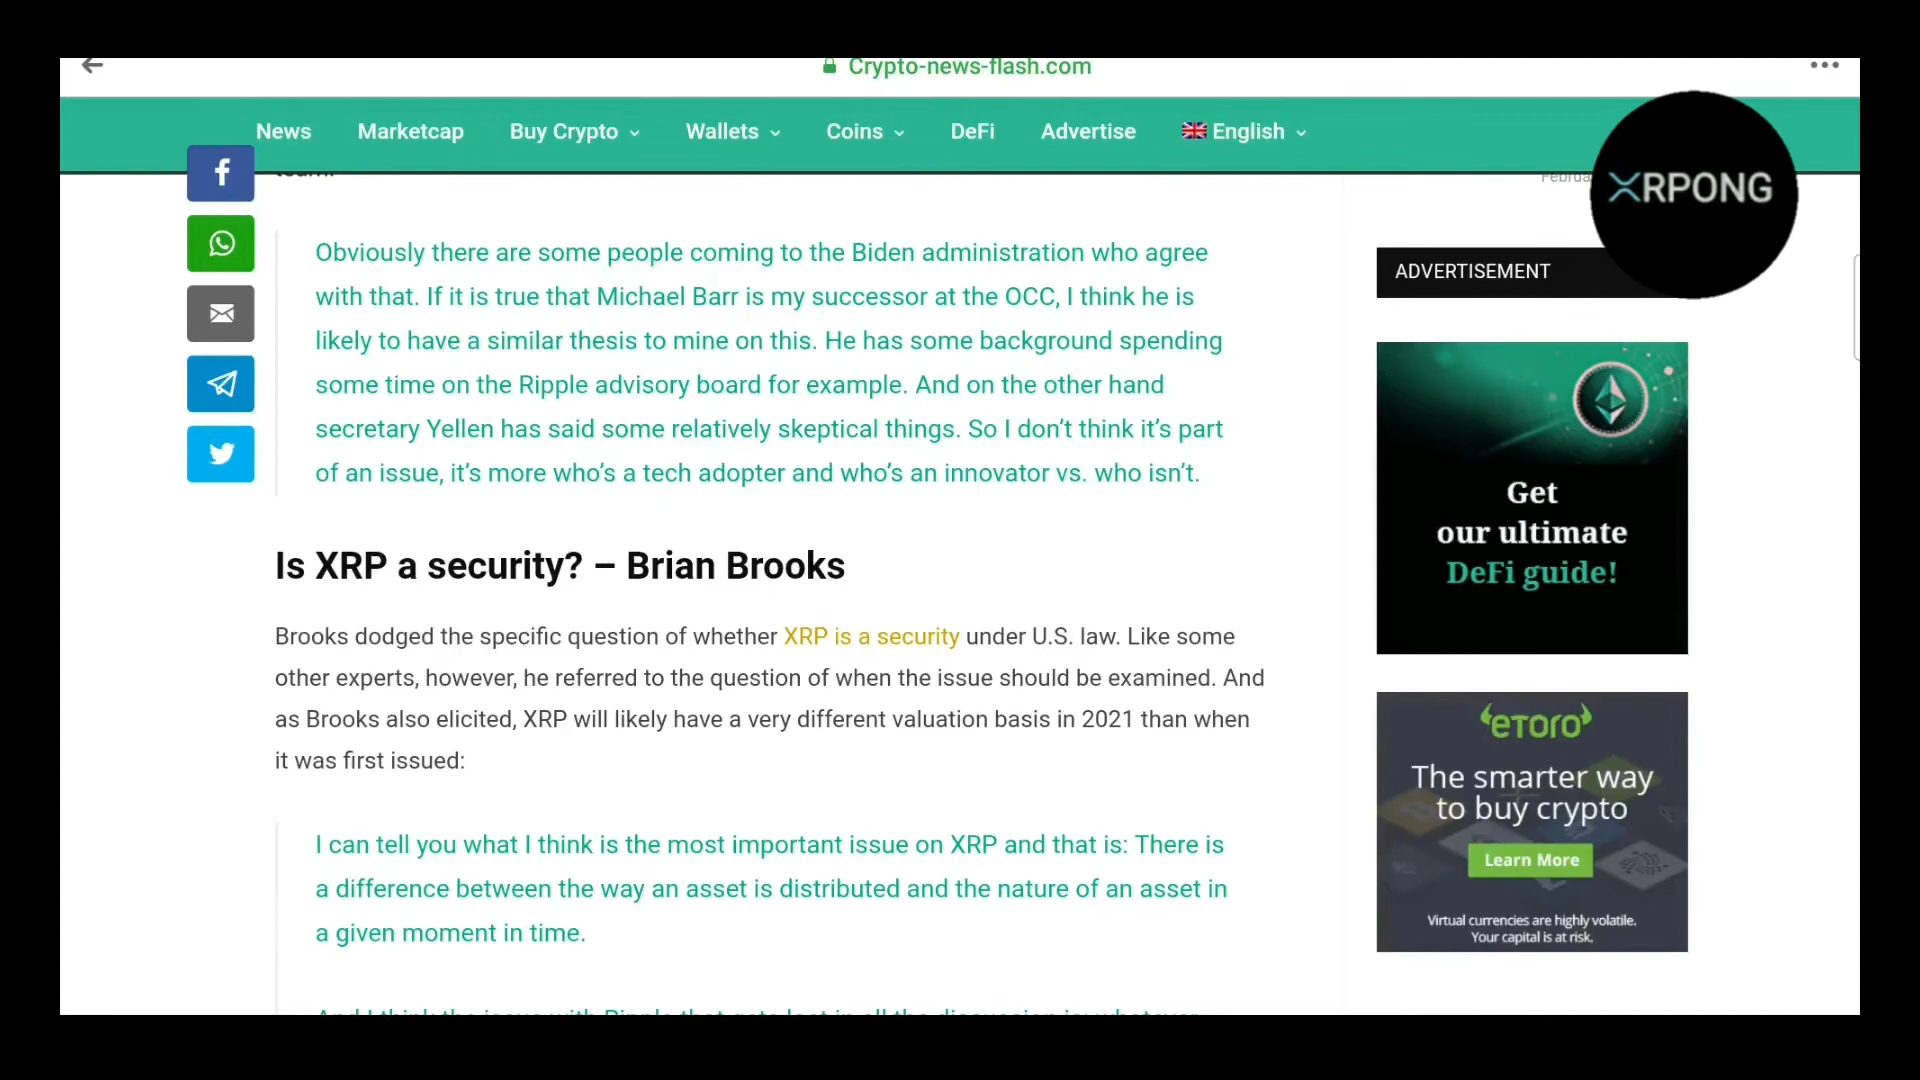 Crypto-news-flash.com
News Marketcap Buy Crypto Wallets Coins DeFi Advertise English
XRPONG
ADVERTISEMENT
Obviously there are some people coming to the Biden administration who agree
with that. If it is true that Michael Barr is my successor at the OCC, I think he is
likely to have a similar thesis to mine on this. He has some background spending
some time on the Ripple advisory board for example. And on the other hand
secretary Yellen has said some relatively skeptical things. So I don’t think it’s part
of an issue, it’s more who’s a tech adopter and who’s an innovator vs. who isn’t.
Is XRP a security? – Brian Brooks
Brooks dodged the specific question of whether XRP is a security under U.S. law. Like some
other experts, however, he referred to the question of when the issue should be examined. And
as Brooks also elicited, XRP will likely have a very different valuation basis in 2021 than when
it was first issued:
I can tell you what I think is the most important issue on XRP and that is: There is
a difference between the way an asset is distributed and the nature of an asset in
a given moment in time.
Get
our ultimate
DeFi guide!
eToro
The smarter way
to buy crypto
Learn More
Virtual currencies are highly volatile.
Your capital is at risk.